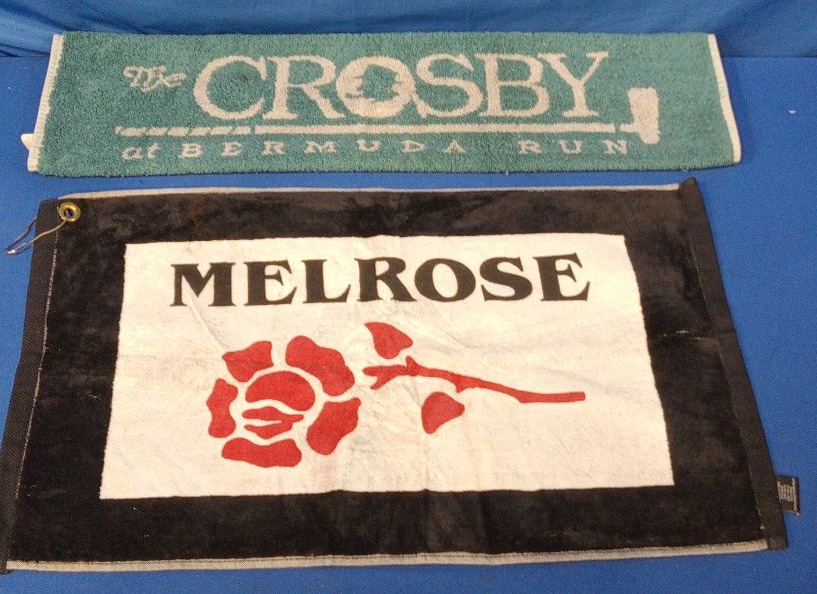 The CROSBY
at BERMUDA RUN
MELROSE